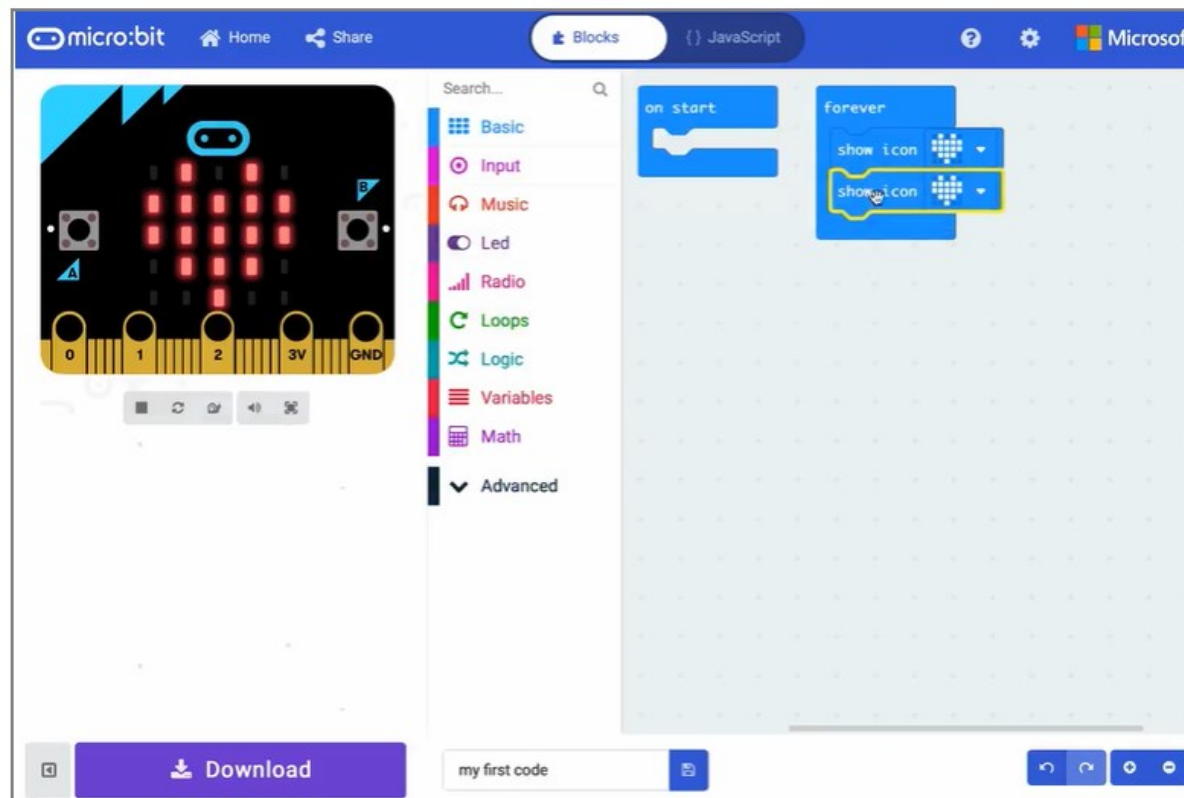 micro:bit Home Share Blocks {} JavaScript ? Microsof
Search...
Basic
Input
Music
Led
Radio
Loops
Logic
Variables
Math
Advanced
B
A
0 1 2 3V GND
on start
forever
show icon
show icon
Download
my first code